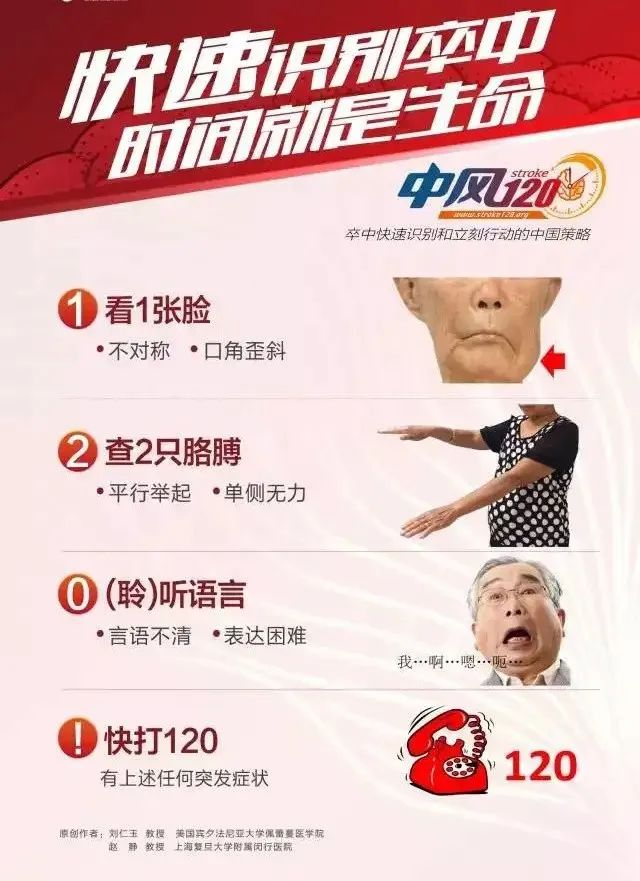 快速识别卒中
时间就是生命
中风120
stroke
www.stroke128.org
卒中快速识别和立刻行动的中国策略
1 看1张脸
•不对称 •口角歪斜
2 查2只胳膊
•平行举起 •单侧无力
0 (聆)听语言
•言语不清 •表达困难
我…啊…嗯…呃…
! 快打120
有上述任何突发症状
120
原创作者：刘仁玉 教授 美国宾夕法尼亚大学佩蕾蔓医学院
赵 静 教授 上海复旦大学附属闵行医院